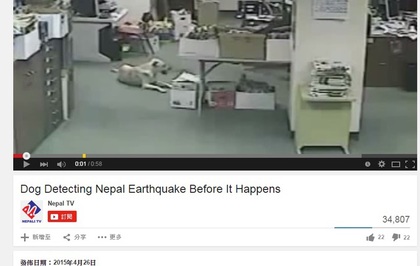 0:01 / 0:58
Dog Detecting Nepal Earthquake Before It Happens
Nepal TV
NEPALI TV
訂閱
34,807
新增至
分享
更多
22
22
發佈日期：2015年4月26日